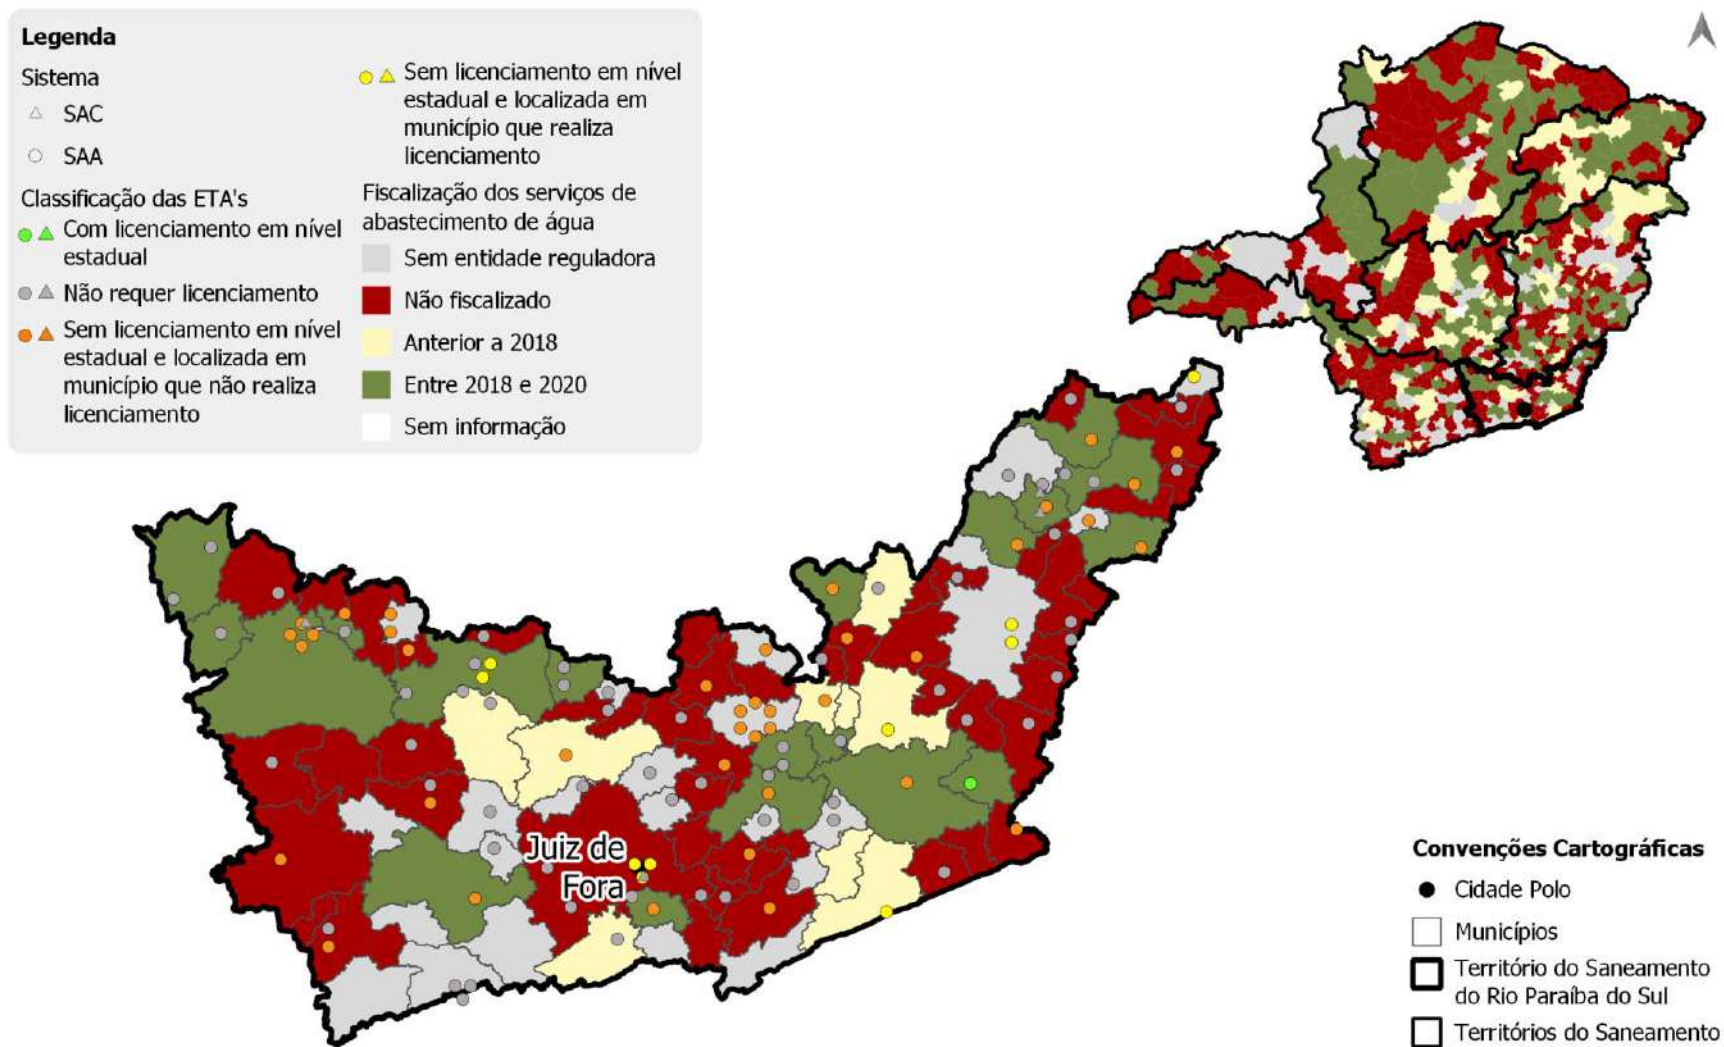 Legenda
Sistema
SAC
SAA
Classificação das ETA's
Com licenciamento em nível
estadual
Não requer licenciamento
Sem licenciamento em nível
estadual e localizada em
município que não realiza
licenciamento
Sem licenciamento em nível
estadual e localizada em
município que realiza
licenciamento
Fiscalização dos serviços de
abastecimento de água
Sem entidade reguladora
Não fiscalizado
Anterior a 2018
Entre 2018 e 2020
Sem informação
Juiz de
Fora
Convenções Cartográficas
Cidade Polo
Municípios
Território do Saneamento
do Rio Paraíba do Sul
Territórios do Saneamento